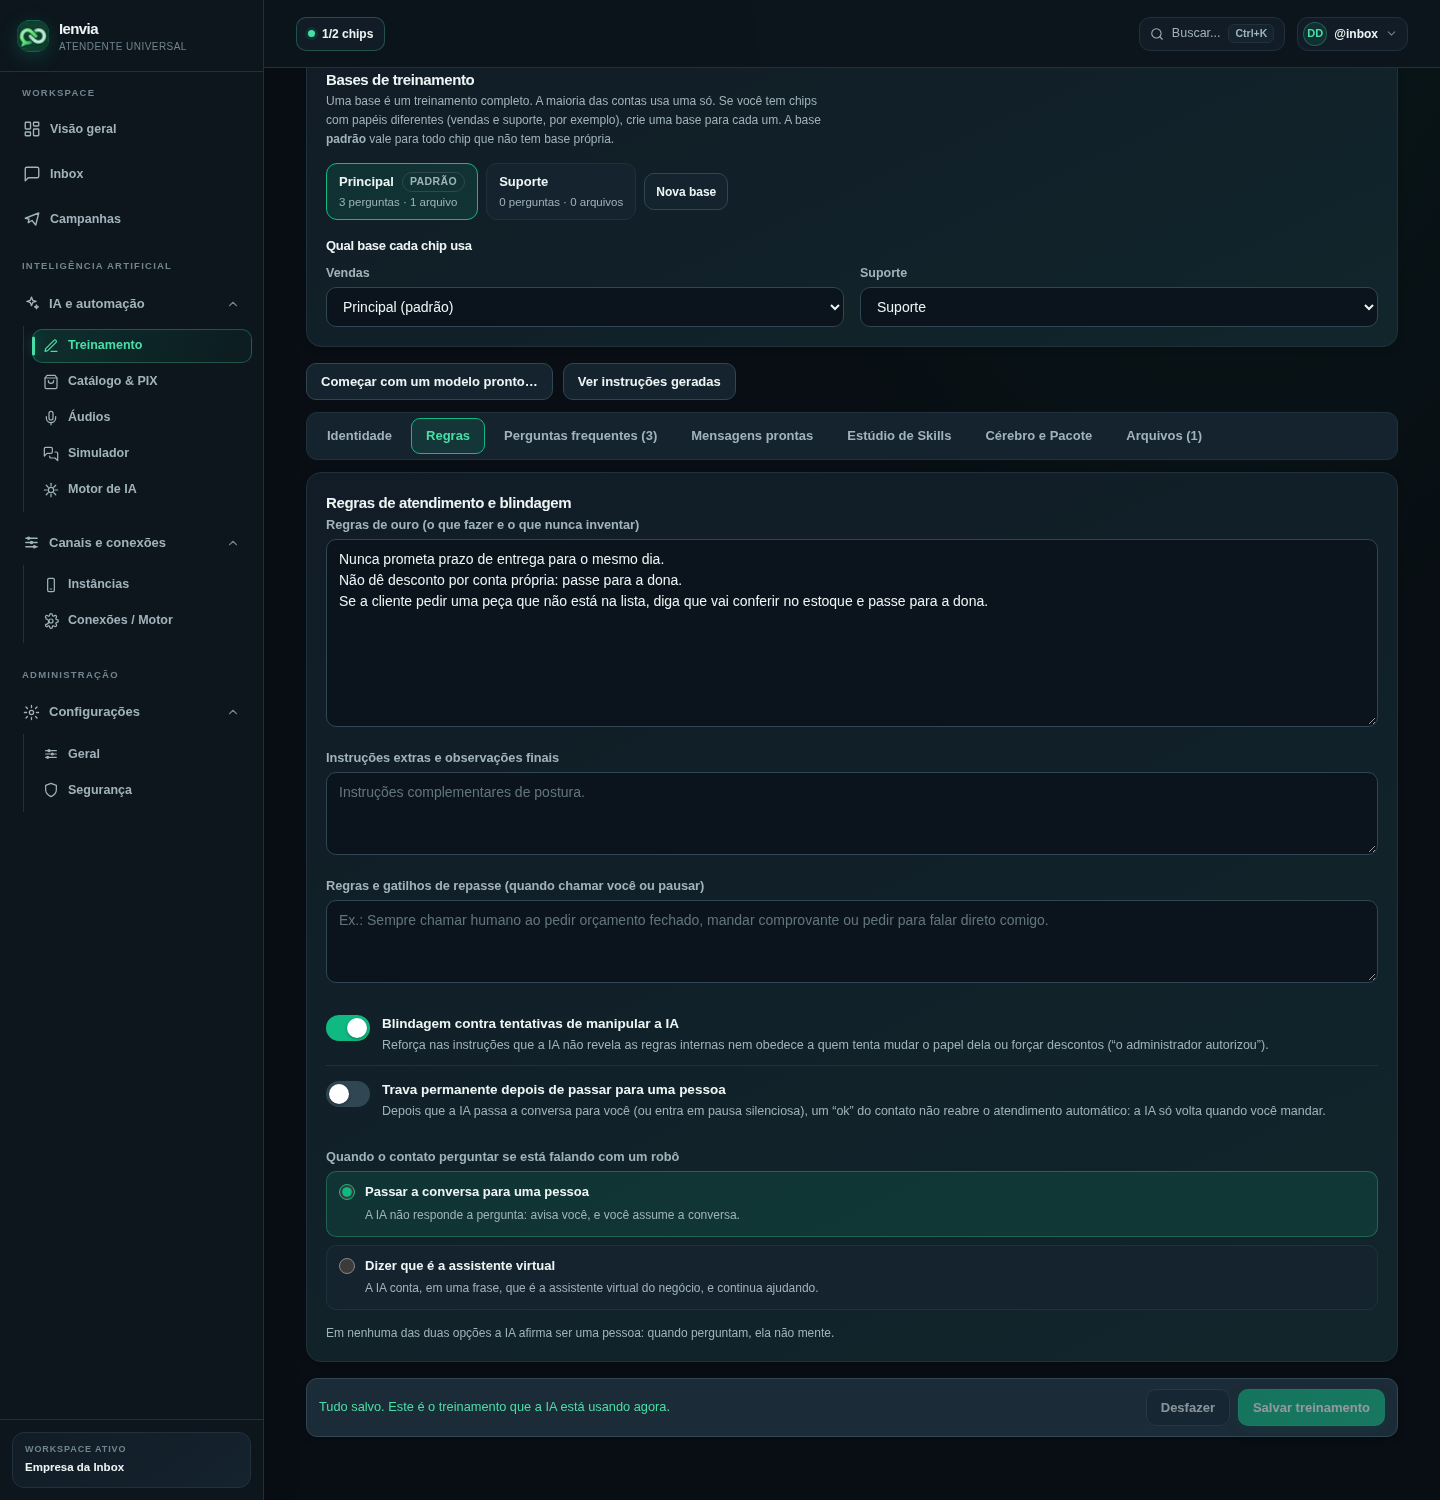 lenvia
ATENDENTE UNIVERSAL
WORKSPACE
Visão geral
Inbox
Campanhas
INTELIGÊNCIA ARTIFICIAL
IA e automação
Treinamento
Catálogo & PIX
Áudios
Simulador
Motor de IA
Canais e conexões
Instâncias
Conexões / Motor
ADMINISTRAÇÃO
Configurações
Geral
Segurança
WORKSPACE ATIVO
Empresa da Inbox
1/2 chips
Buscar... Ctrl+K
DD @inbox
Bases de treinamento
Uma base é um treinamento completo. A maioria das contas usa uma só. Se você tem chips
com papéis diferentes (vendas e suporte, por exemplo), crie uma base para cada um. A base
padrão vale para todo chip que não tem base própria.
Principal PADRÃO
3 perguntas · 1 arquivo
Suporte
0 perguntas · 0 arquivos
Nova base
Qual base cada chip usa
Vendas
Principal (padrão)
Suporte
Suporte
Começar com um modelo pronto…
Ver instruções geradas
Identidade
Regras
Perguntas frequentes (3)
Mensagens prontas
Estúdio de Skills
Cérebro e Pacote
Arquivos (1)
Regras de atendimento e blindagem
Regras de ouro (o que fazer e o que nunca inventar)
Nunca prometa prazo de entrega para o mesmo dia.
Não dê desconto por conta própria: passe para a dona.
Se a cliente pedir uma peça que não está na lista, diga que vai conferir no estoque e passe para a dona.
Instruções extras e observações finais
Instruções complementares de postura.
Regras e gatilhos de repasse (quando chamar você ou pausar)
Ex.: Sempre chamar humano ao pedir orçamento fechado, mandar comprovante ou pedir para falar direto comigo.
Blindagem contra tentativas de manipular a IA
Reforça nas instruções que a IA não revela as regras internas nem obedece a quem tenta mudar o papel dela ou forçar descontos (“o administrador autorizou”).
Trava permanente depois de passar para uma pessoa
Depois que a IA passa a conversa para você (ou entra em pausa silenciosa), um “ok” do contato não reabre o atendimento automático: a IA só volta quando você mandar.
Quando o contato perguntar se está falando com um robô
Passar a conversa para uma pessoa
A IA não responde a pergunta: avisa você, e você assume a conversa.
Dizer que é a assistente virtual
A IA conta, em uma frase, que é a assistente virtual do negócio, e continua ajudando.
Em nenhuma das duas opções a IA afirma ser uma pessoa: quando perguntam, ela não mente.
Tudo salvo. Este é o treinamento que a IA está usando agora.
Desfazer
Salvar treinamento